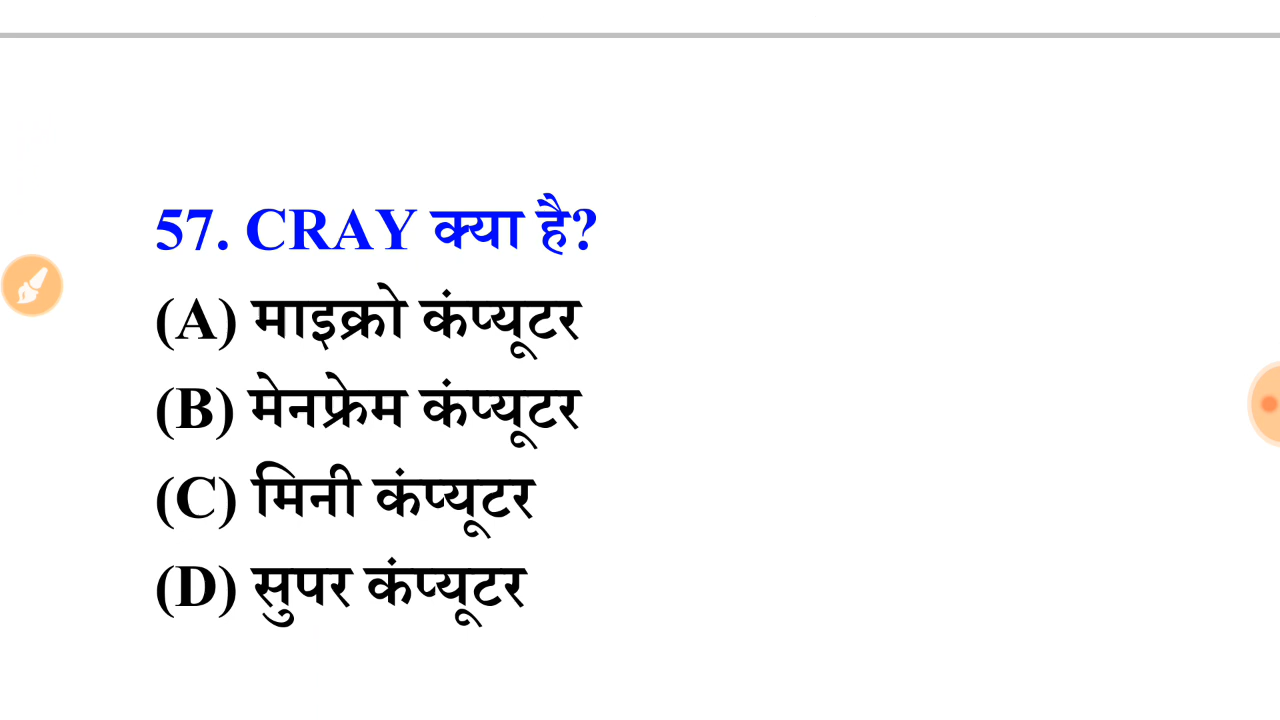 57. CRAY क्या है?
(A) माइक्रो कंप्यूटर
(B) मेनफ्रेम कंप्यूटर
(C) मिनी कंप्यूटर
(D) सुपर कंप्यूटर